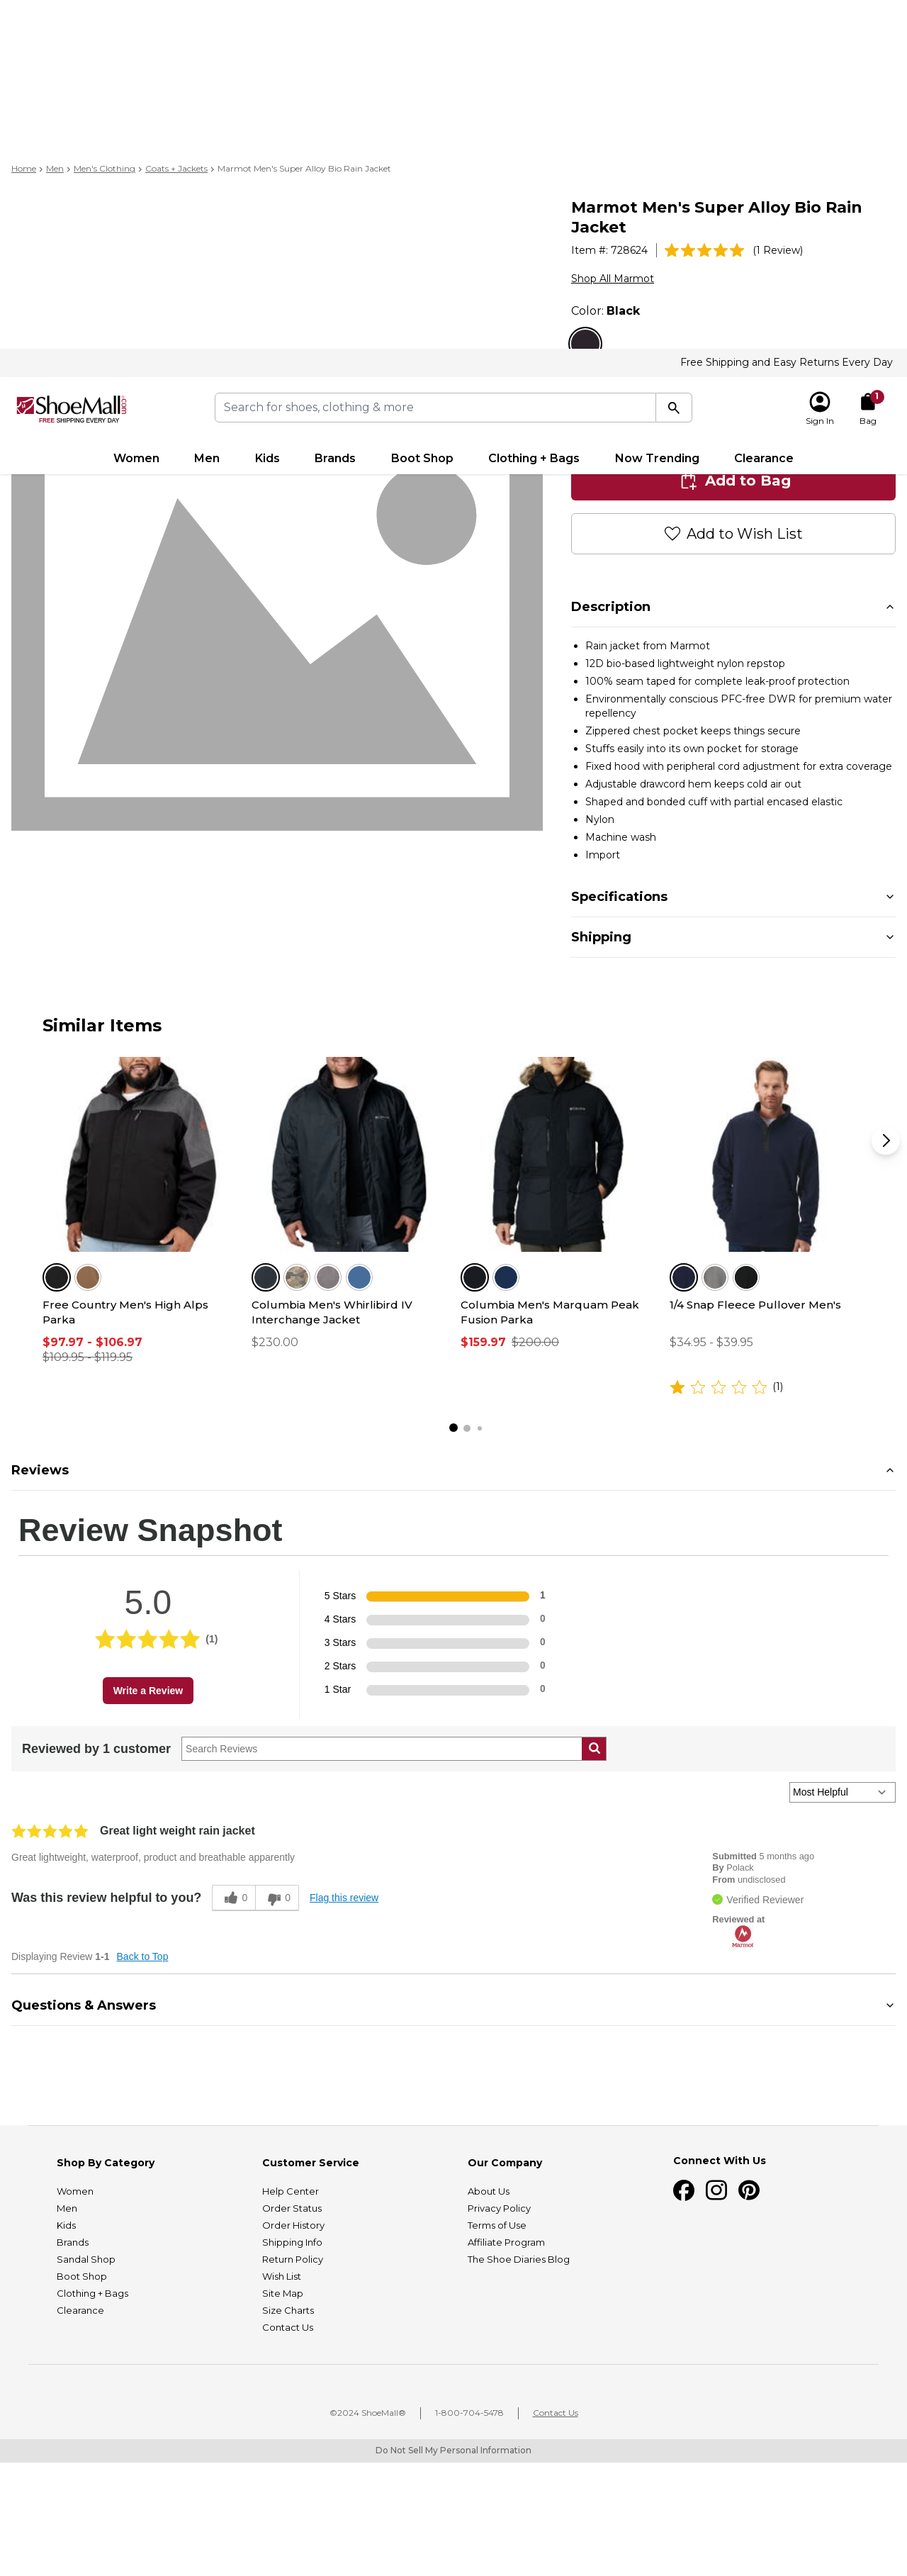 Home > Men > Men's Clothing > Coats + Jackets > Marmot Men's Super Alloy Bio Rain Jacket
Marmot Men's Super Alloy Bio Rain
Jacket
Item #: 728624 (1 Review)
Shop All Marmot
Color: Black
Free Shipping and Easy Returns Every Day
ShoeMall.com
FREE SHIPPING EVERY DAY
Search for shoes, clothing & more
Sign In
1
Bag
Women Men Kids Brands Boot Shop Clothing + Bags Now Trending Clearance
Add to Bag
Add to Wish List
Description
• Rain jacket from Marmot
• 12D bio-based lightweight nylon repstop
• 100% seam taped for complete leak-proof protection
• Environmentally conscious PFC-free DWR for premium water
repellency
• Zippered chest pocket keeps things secure
• Stuffs easily into its own pocket for storage
• Fixed hood with peripheral cord adjustment for extra coverage
• Adjustable drawcord hem keeps cold air out
• Shaped and bonded cuff with partial encased elastic
• Nylon
• Machine wash
• Import
Specifications
Shipping
Similar Items
Free Country Men's High Alps
Parka
$97.97 - $106.97
$109.95 - $119.95
Columbia Men's Whirlibird IV
Interchange Jacket
$230.00
Columbia Men's Marquam Peak
Fusion Parka
$159.97 $200.00
1/4 Snap Fleece Pullover Men's
$34.95 - $39.95
(1)
Reviews
Review Snapshot
5.0
(1)
Write a Review
5 Stars 1
4 Stars 0
3 Stars 0
2 Stars 0
1 Star 0
Reviewed by 1 customer
Search Reviews
Most Helpful
Great light weight rain jacket
Great lightweight, waterproof, product and breathable apparently
Was this review helpful to you? 0 0 Flag this review
Submitted 5 months ago
By Polack
From undisclosed
Verified Reviewer
Reviewed at
Marmot
Displaying Review 1-1 Back to Top
Questions & Answers
Shop By Category
Women
Men
Kids
Brands
Sandal Shop
Boot Shop
Clothing + Bags
Clearance
Customer Service
Help Center
Order Status
Order History
Shipping Info
Return Policy
Wish List
Site Map
Size Charts
Contact Us
Our Company
About Us
Privacy Policy
Terms of Use
Affiliate Program
The Shoe Diaries Blog
Connect With Us
©2024 ShoeMall® 1-800-704-5478 Contact Us
Do Not Sell My Personal Information